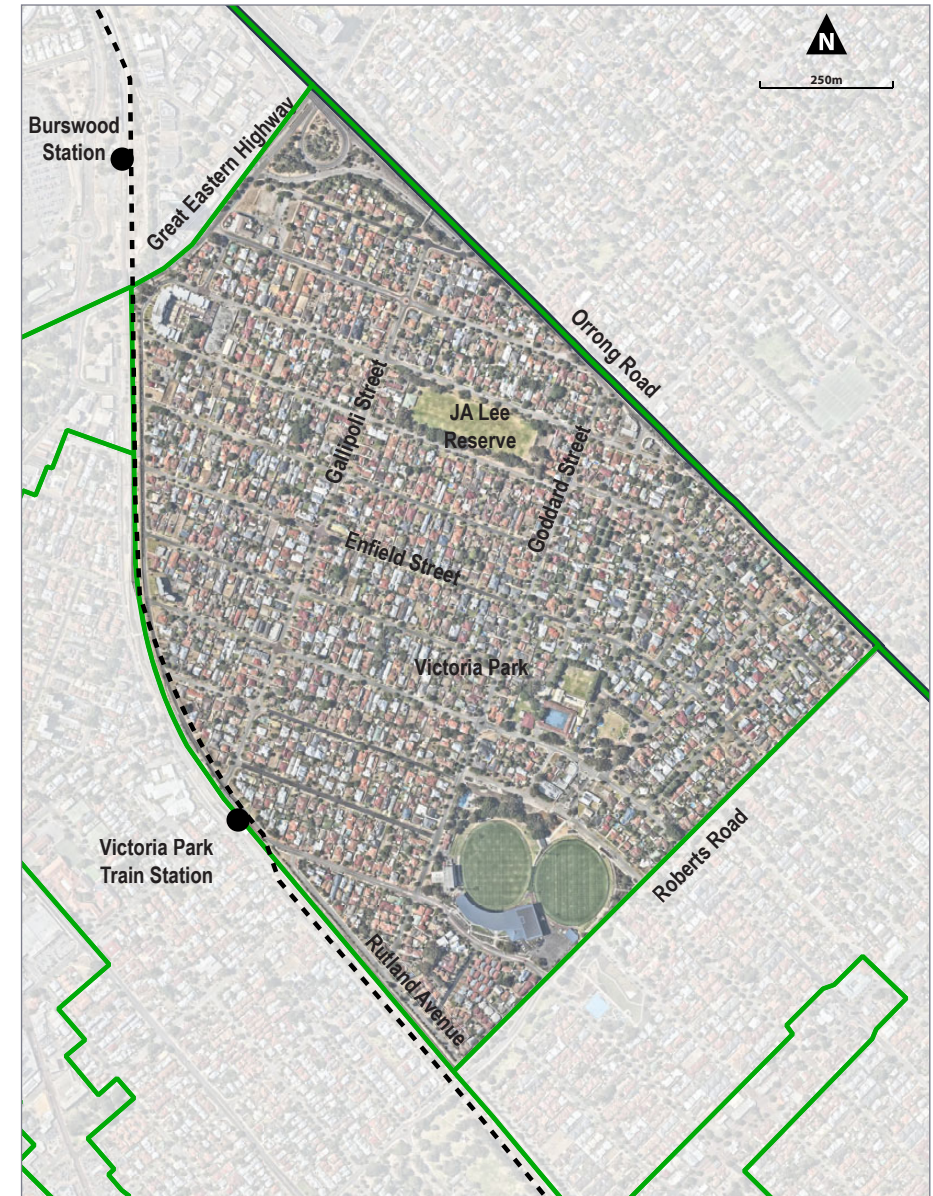 N
250m
Burswood
Station
Great Eastern Highway
Orrong Road
Gallipoli Street
JA Lee
Reserve
Goddard Street
Enfield Street
Victoria Park
Victoria Park
Train Station
Roberts Road
Rutland Avenue